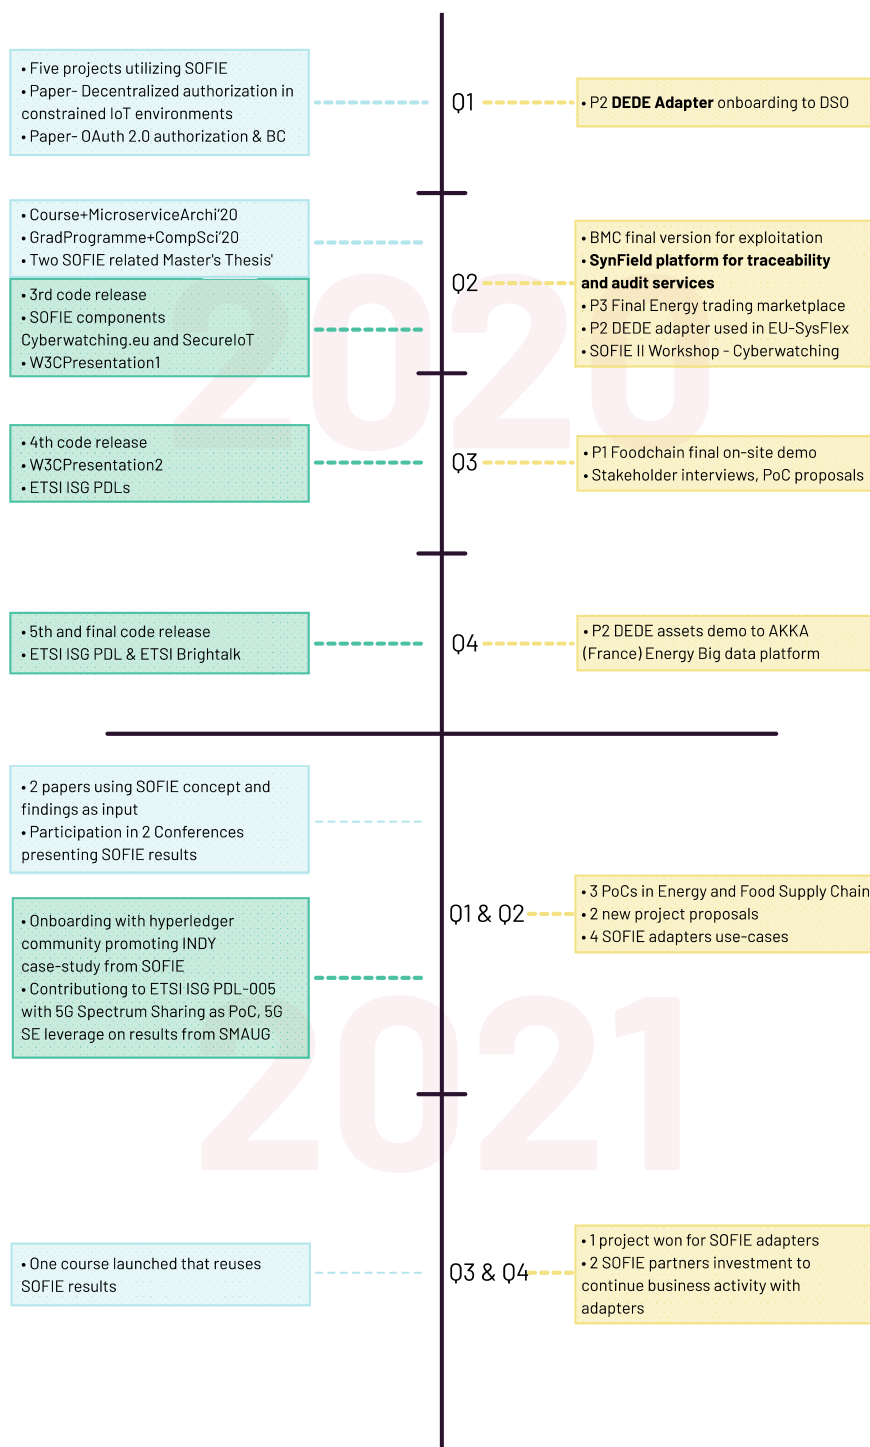 • Five projects utilizing SOFIE
• Paper- Decentralized authorization in
constrained IoT environments
• Paper- OAuth 2.0 authorization & BC
Q1
• P2 DEDE Adapter onboarding to DSO
• Course+MicroserviceArchi'20
• GradProgramme+CompSci'20
• Two SOFIE related Master's Thesis'
• 3rd code release
• SOFIE components
Cyberwatching.eu and SecureIoT
• W3CPresentation1
2020
Q2
• BMC final version for exploitation
• SynField platform for traceability
and audit services
• P3 Final Energy trading marketplace
• P2 DEDE adapter used in EU-SysFlex
• SOFIE II Workshop - Cyberwatching
• 4th code release
• W3CPresentation2
• ETSI ISG PDLs
Q3
• P1 Foodchain final on-site demo
• Stakeholder interviews, PoC proposals
• 5th and final code release
• ETSI ISG PDL & ETSI Brightalk
Q4
• P2 DEDE assets demo to AKKA
(France) Energy Big data platform
• 2 papers using SOFIE concept and
findings as input
• Participation in 2 Conferences
presenting SOFIE results
• Onboarding with hyperledger
community promoting INDY
case-study from SOFIE
• Contributiong to ETSI ISG PDL-005
with 5G Spectrum Sharing as PoC, 5G
SE leverage on results from SMAUG
Q1 & Q2
• 3 PoCs in Energy and Food Supply Chain
• 2 new project proposals
• 4 SOFIE adapters use-cases
2021
• One course launched that reuses
SOFIE results
Q3 & Q4
• 1 project won for SOFIE adapters
• 2 SOFIE partners investment to
continue business activity with
adapters